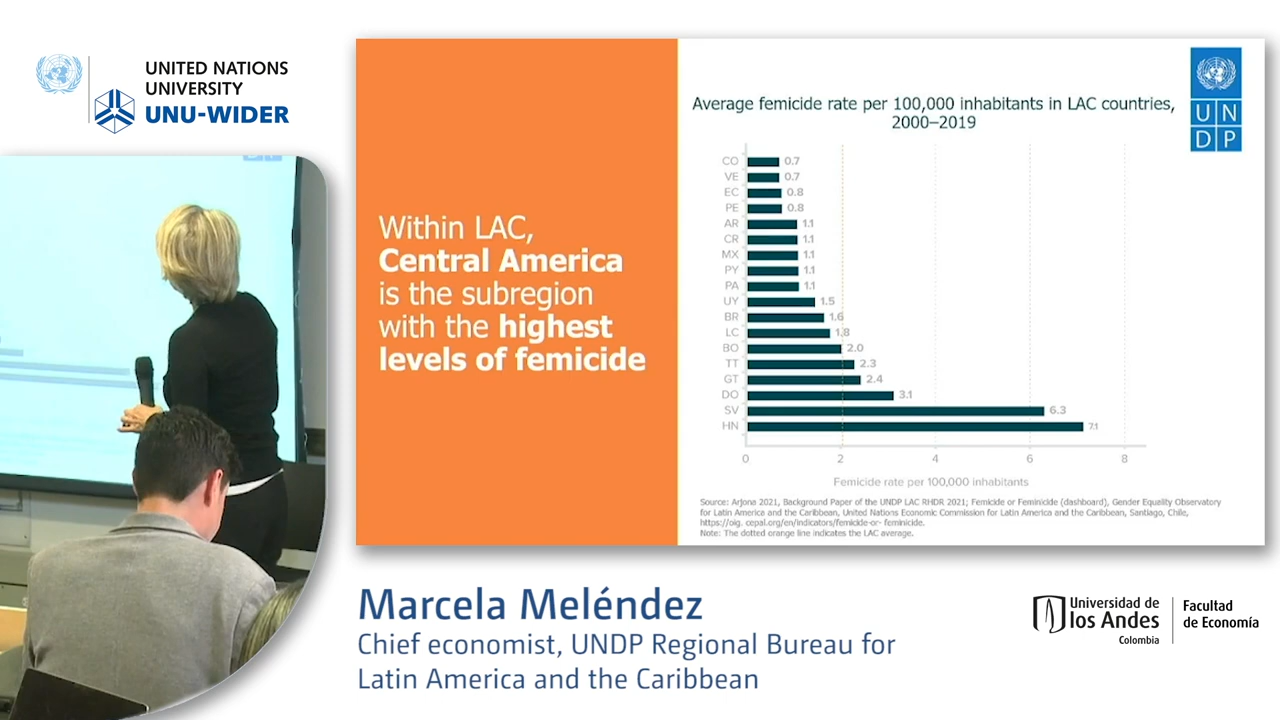 UNITED NATIONS
UNIVERSITY
UNU-WIDER
Within LAC,
Central America
is the subregion
with the highest
levels of femicide
Average femicide rate per 100,000 inhabitants in LAC countries,
2000–2019
UN
DP
CO 0.7
VE 0.7
EC 0.8
PE 0.8
AR 1.1
CR 1.1
MX 1.1
PY 1.1
PA 1.1
UY 1.5
BR 1.6
LC 1.8
BO 2.0
TT 2.3
GT 2.4
DO 3.1
SV 6.3
HN 7.1
0 2 4 6 8
Femicide rate per 100,000 inhabitants
Source: Arjona 2021, Background Paper of the UNDP LAC RHDR 2021; Femicide or Feminicide (dashboard), Gender Equality Observatory
for Latin America and the Caribbean, United Nations Economic Commission for Latin America and the Caribbean, Santiago, Chile,
https://oig. cepal.org/en/indicators/femicide-or- feminicide.
Note: The dotted orange line indicates the LAC average.
Marcela Meléndez
Chief economist, UNDP Regional Bureau for
Latin America and the Caribbean
Universidad de
los Andes
Colombia
Facultad
de Economía